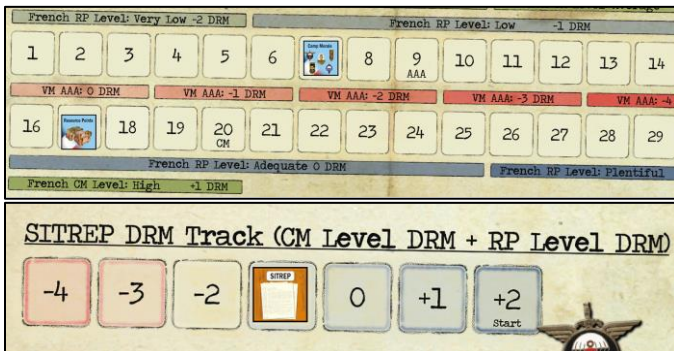 French RP Level: Very Low -2 DRM French RP Level: Low -1 DRM
1 2 3 4 5 6 Camp Morale 8 9 10 11 12 13 14
AAA
VM AAA: 0 DRM VM AAA: -1 DRM VM AAA: -2 DRM VM AAA: -3 DRM VM AAA: -4
16 Resource Points 18 19 20 21 22 23 24 25 26 27 28 29
CM
French RP Level: Adequate 0 DRM French RP Level: Plentiful
French CM Level: High +1 DRM
SITREP DRM Track (CM Level DRM + RP Level DRM)
-4 -3 -2 SITREP 0 +1 +2
Start